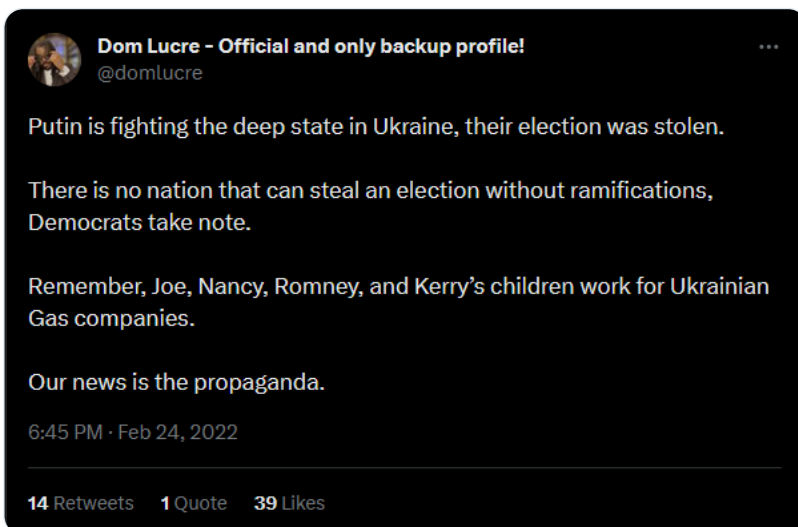 Dom Lucre - Official and only backup profile!
@domlucre
Putin is fighting the deep state in Ukraine, their election was stolen.
There is no nation that can steal an election without ramifications,
Democrats take note.
Remember, Joe, Nancy, Romney, and Kerry’s children work for Ukrainian
Gas companies.
Our news is the propaganda.
6:45 PM · Feb 24, 2022
14 Retweets 1 Quote 39 Likes